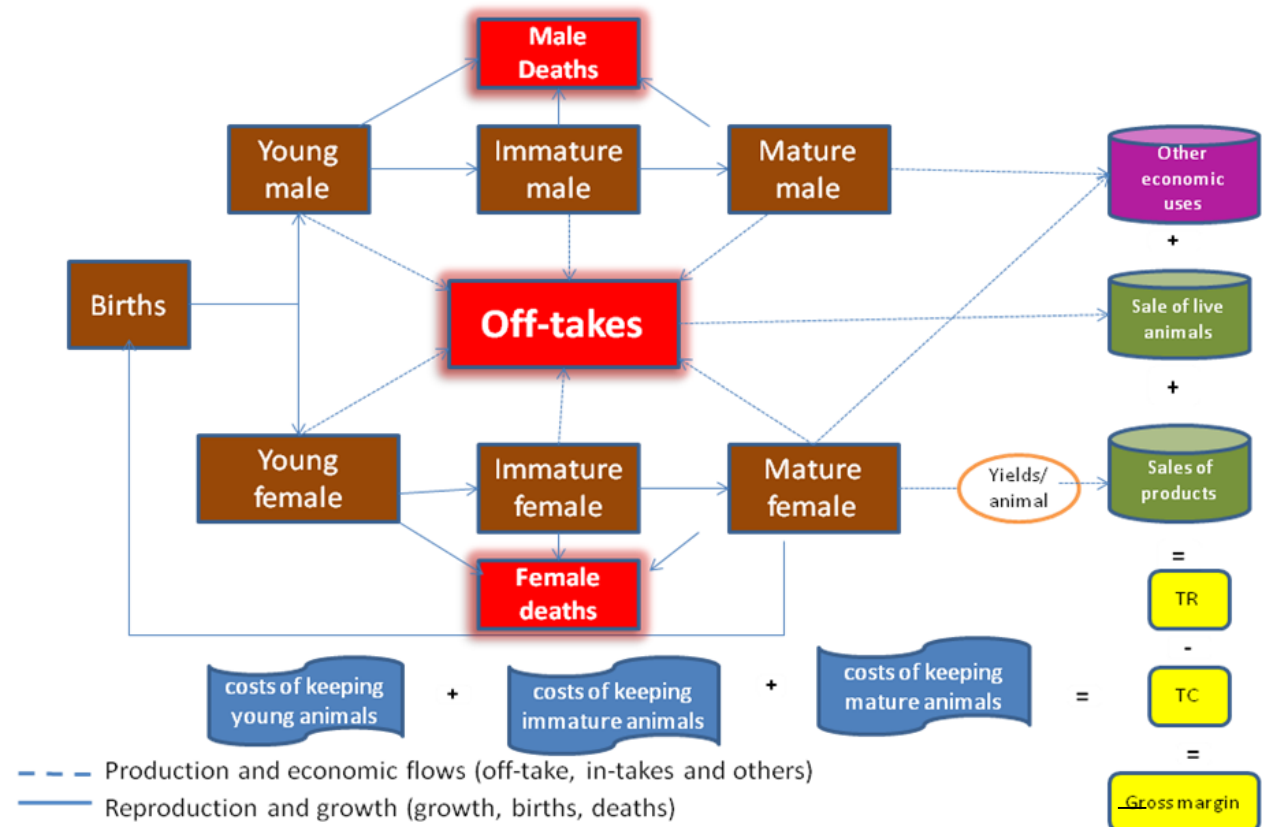 Male
Deaths
Young
male
Immature
male
Mature
male
Other
economic
uses
+
Births
Off-takes
Sale of live
animals
+
Young
female
Immature
female
Mature
female
Yields/
animal
Sales of
products
=
Female
deaths
TR
-
costs of keeping
young animals
+
costs of keeping
immature animals
+
costs of keeping
mature animals
=
TC
=
Production and economic flows (off-take, in-takes and others)
Reproduction and growth (growth, births, deaths)
Gross margin